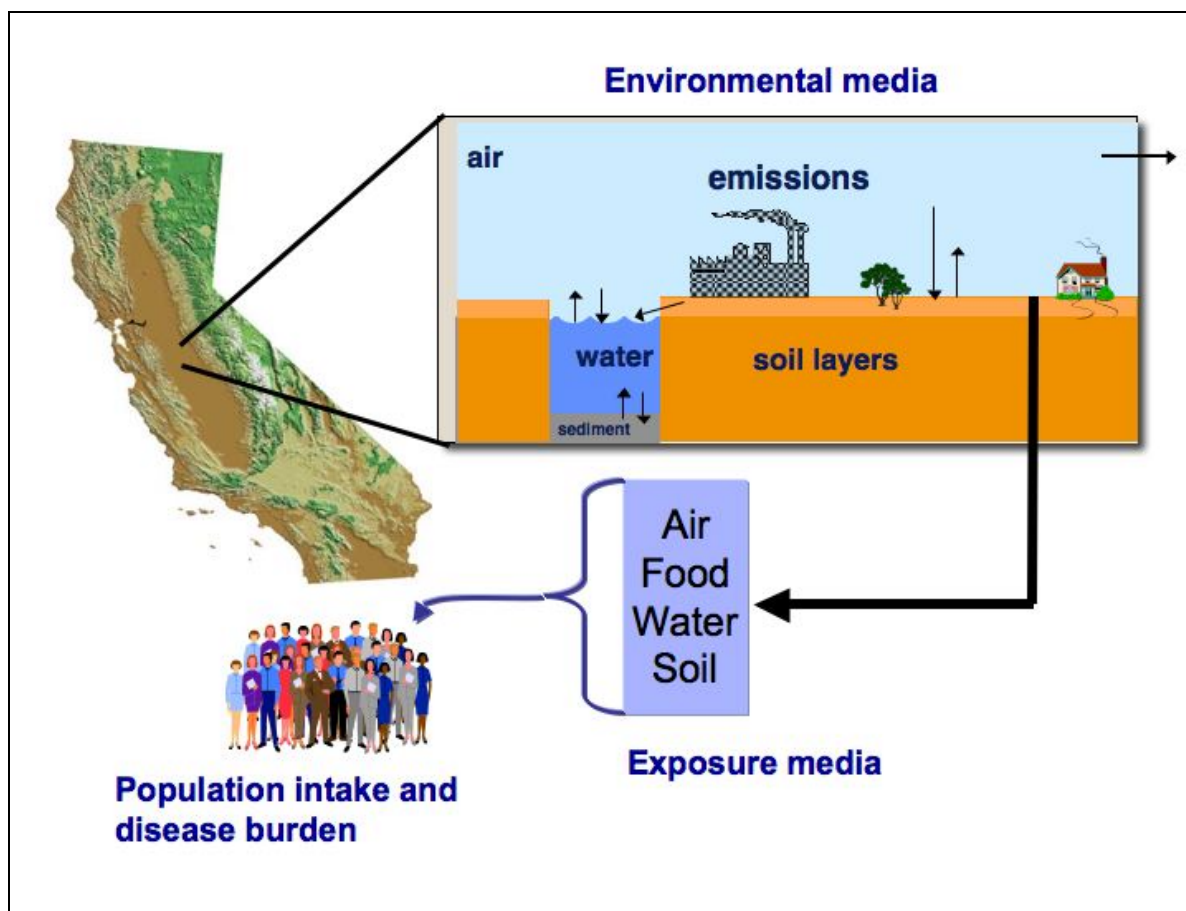 Environmental media
air
emissions
water
soil layers
sediment
Air
Food
Water
Soil
Exposure media
Population intake and
disease burden